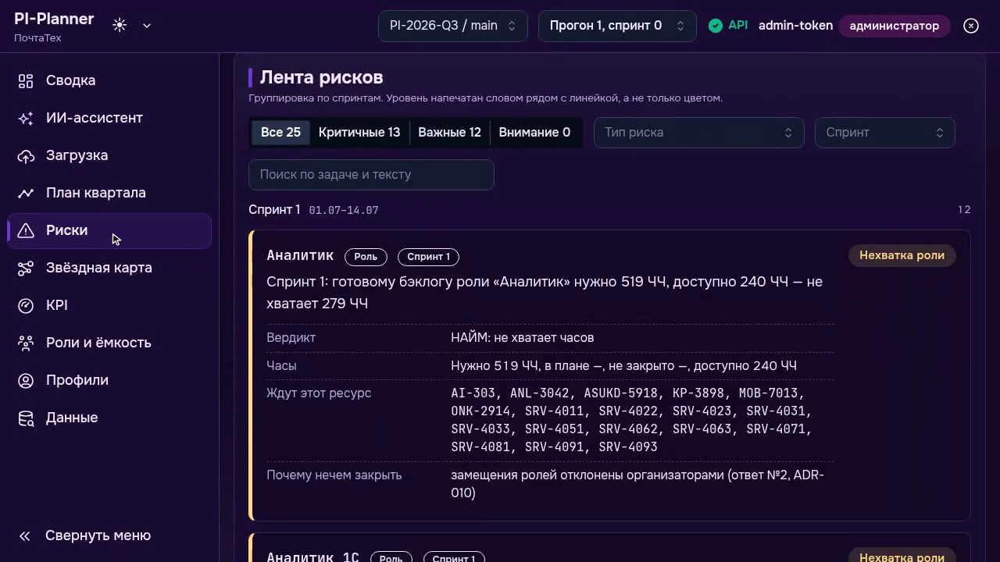 PI-Planner
ПочтаТех
PI-2026-Q3 / main
Прогон 1, спринт 0
API
admin-token
администратор
Сводка
ИИ-ассистент
Загрузка
План квартала
Риски
Звёздная карта
KPI
Роли и ёмкость
Профили
Данные
Свернуть меню
Лента рисков
Группировка по спринтам. Уровень напечатан словом рядом с линейкой, а не только цветом.
Все 25
Критичные 13
Важные 12
Внимание 0
Тип риска
Спринт
Поиск по задаче и тексту
Спринт 1 01.07–14.07
12
Аналитик Роль Спринт 1
Нехватка роли
Спринт 1: готовому бэклогу роли «Аналитик» нужно 519 ЧЧ, доступно 240 ЧЧ — не
хватает 279 ЧЧ
Вердикт НАЙМ: не хватает часов
Часы Нужно 519 ЧЧ, в плане —, не закрыто —, доступно 240 ЧЧ
Ждут этот ресурс AI-303, ANL-3042, ASUKD-5918, KP-3898, MOB-7013,
ONK-2914, SRV-4011, SRV-4022, SRV-4023, SRV-4031,
SRV-4033, SRV-4051, SRV-4062, SRV-4063, SRV-4071,
SRV-4081, SRV-4091, SRV-4093
Почему нечем закрыть замещения ролей отклонены организаторами (ответ №2, ADR-
010)
Аналитик 1С Роль Спринт 1
Нехватка роли